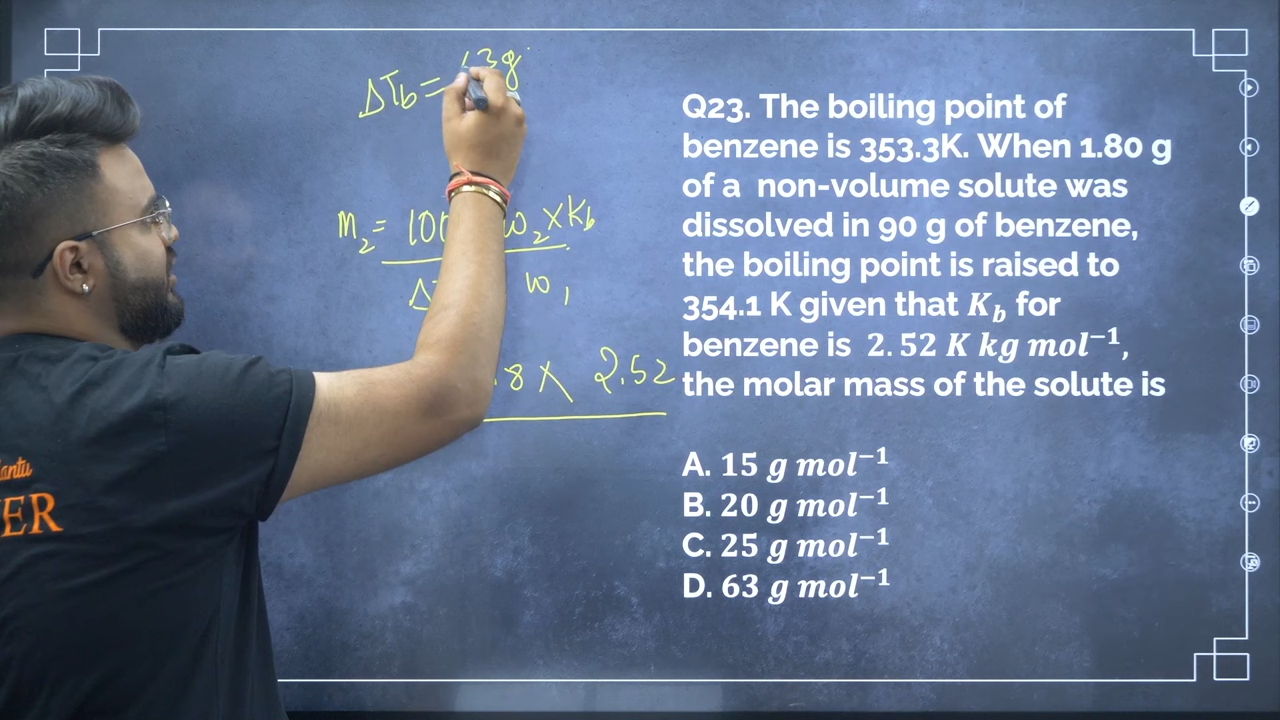 ΔTb =
m2 = w2 × Kb
w1
.8 × 2.52
antu
ER
Q23. The boiling point of
benzene is 353.3K. When 1.80 g
of a non-volume solute was
dissolved in 90 g of benzene,
the boiling point is raised to
354.1 K given that K_b for
benzene is 2.52 K kg mol⁻¹,
the molar mass of the solute is
A. 15 g mol⁻¹
B. 20 g mol⁻¹
C. 25 g mol⁻¹
D. 63 g mol⁻¹